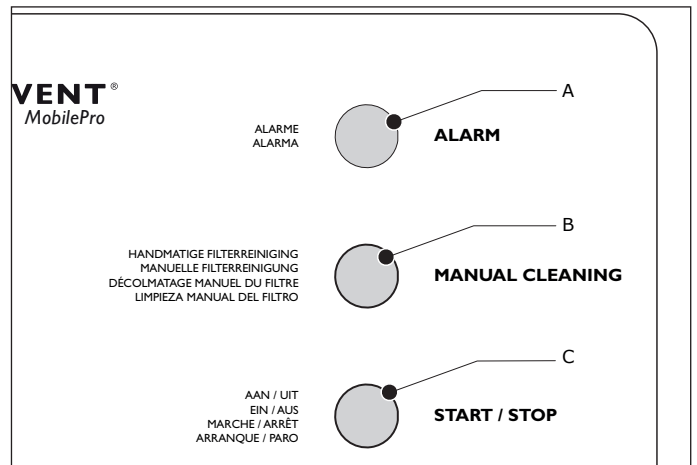 VENT®
MobilePro
A
ALARME
ALARMA
ALARM
B
HANDMATIGE FILTERREINIGING
MANUELLE FILTERREINIGUNG
DÉCOLMATAGE MANUEL DU FILTRE
LIMPIEZA MANUAL DEL FILTRO
MANUAL CLEANING
C
AAN / UIT
EIN / AUS
MARCHE / ARRÊT
ARRANQUE / PARO
START / STOP